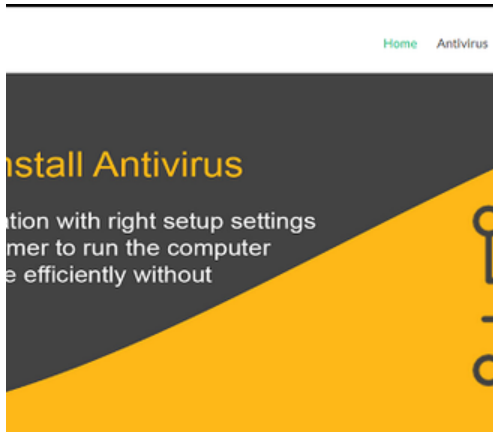 Home Antivirus
nstall Antivirus
ation with right setup settings
mer to run the computer
e efficiently without